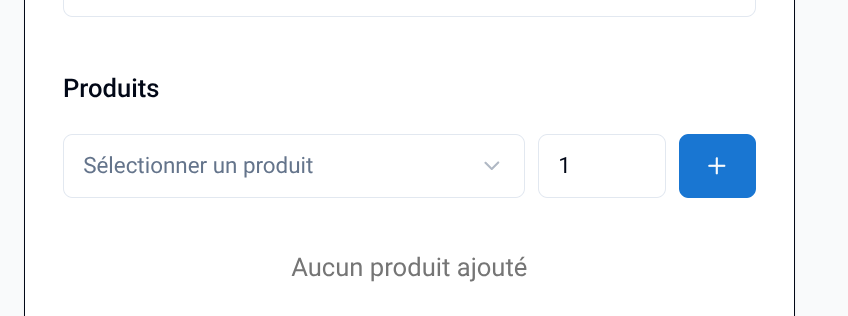 Produits
Sélectionner un produit
1
+
Aucun produit ajouté